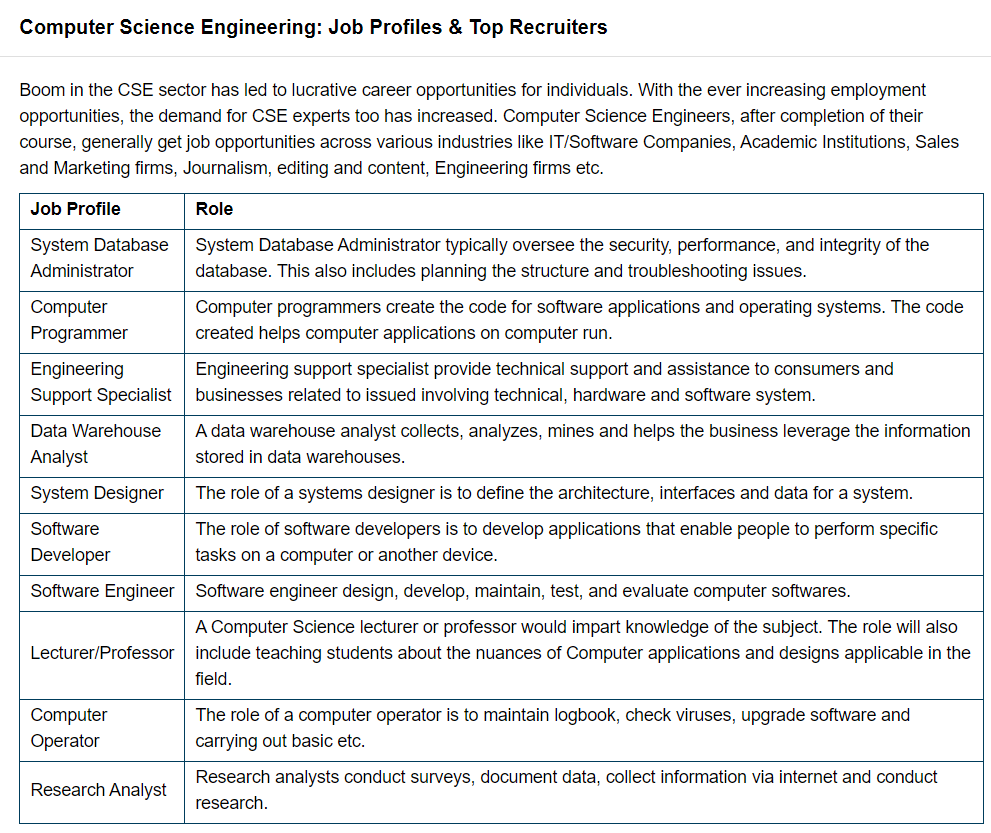 Computer Science Engineering: Job Profiles & Top Recruiters
Boom in the CSE sector has led to lucrative career opportunities for individuals. With the ever increasing employment
opportunities, the demand for CSE experts too has increased. Computer Science Engineers, after completion of their
course, generally get job opportunities across various industries like IT/Software Companies, Academic Institutions, Sales
and Marketing firms, Journalism, editing and content, Engineering firms etc.
Job Profile
Role
System Database
Administrator
System Database Administrator typically oversee the security, performance, and integrity of the
database. This also includes planning the structure and troubleshooting issues.
Computer
Programmer
Computer programmers create the code for software applications and operating systems. The code
created helps computer applications on computer run.
Engineering
Support Specialist
Engineering support specialist provide technical support and assistance to consumers and
businesses related to issued involving technical, hardware and software system.
Data Warehouse
Analyst
A data warehouse analyst collects, analyzes, mines and helps the business leverage the information
stored in data warehouses.
System Designer
The role of a systems designer is to define the architecture, interfaces and data for a system.
Software
Developer
The role of software developers is to develop applications that enable people to perform specific
tasks on a computer or another device.
Software Engineer
Software engineer design, develop, maintain, test, and evaluate computer softwares.
Lecturer/Professor
A Computer Science lecturer or professor would impart knowledge of the subject. The role will also
include teaching students about the nuances of Computer applications and designs applicable in the
field.
Computer
Operator
The role of a computer operator is to maintain logbook, check viruses, upgrade software and
carrying out basic etc.
Research Analyst
Research analysts conduct surveys, document data, collect information via internet and conduct
research.